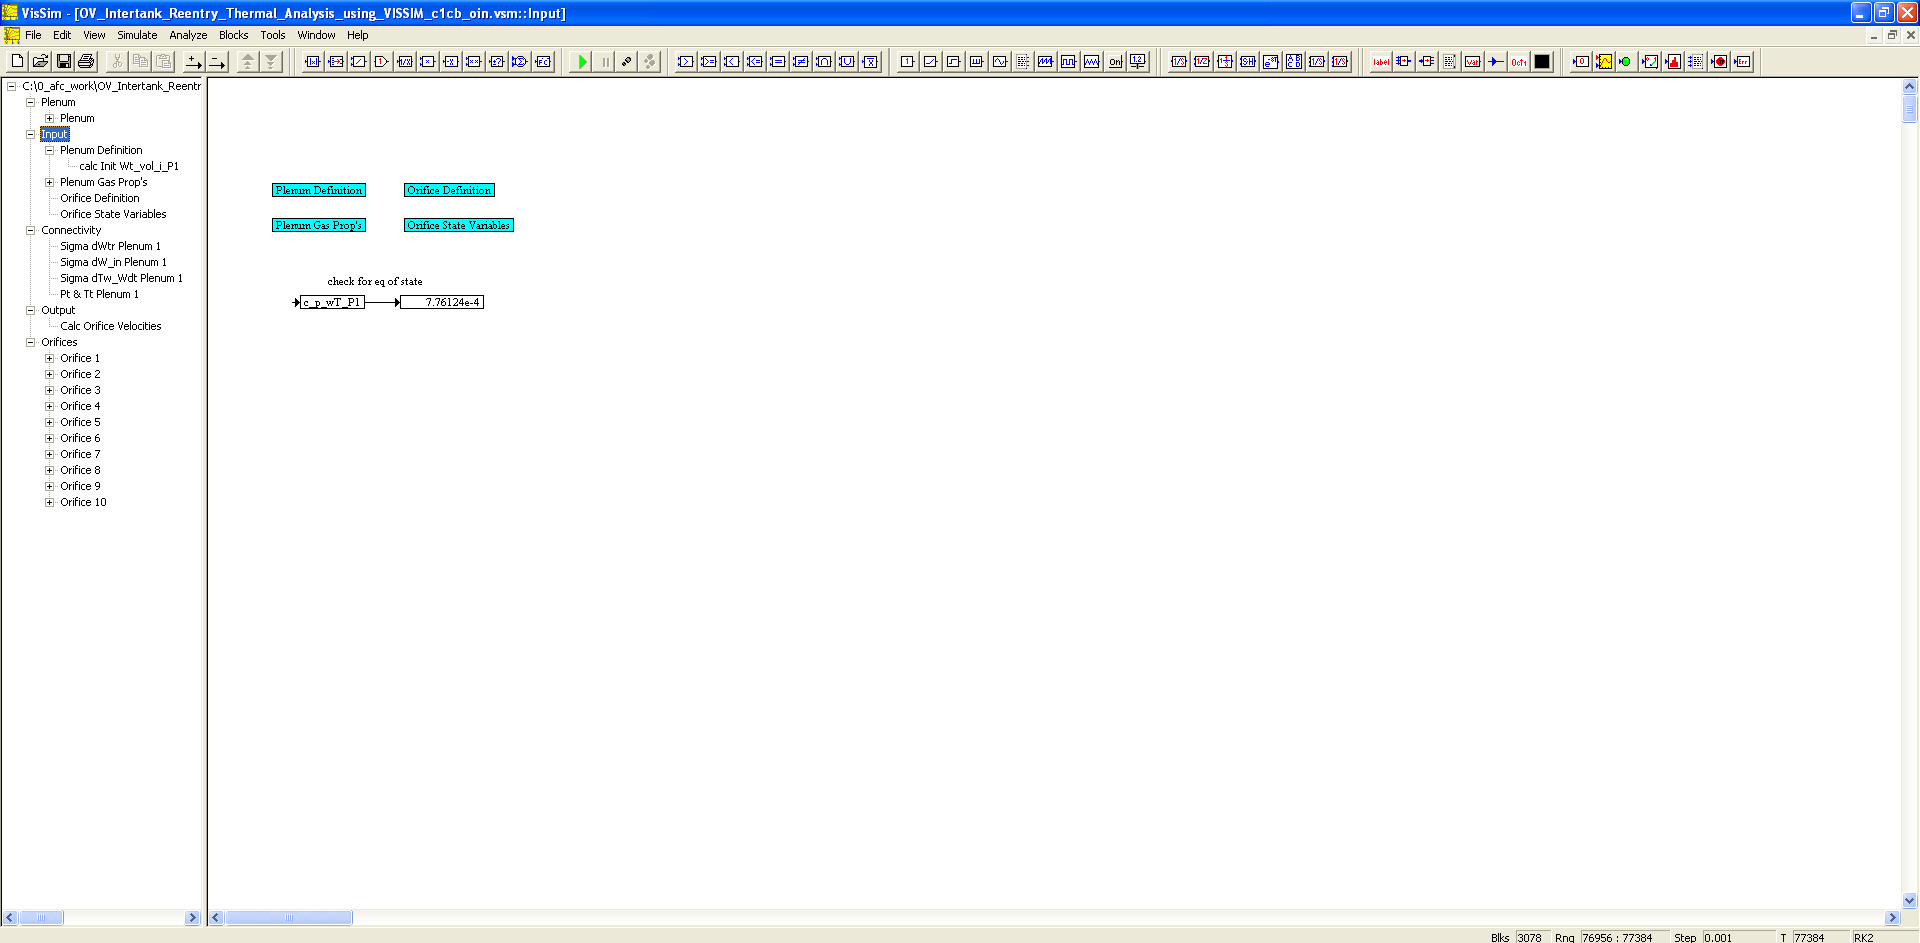 VisSim - [OV_Intertank_Reentry_Thermal_Analysis_using_VISSIM_c1cb_oin.vsm::Input]
File Edit View Simulate Analyze Blocks Tools Window Help
C:\0_afc_work\OV_Intertank_Reentr
Plenum
Plenum
Input
Plenum Definition
calc Init Wt_vol_i_P1
Plenum Gas Prop's
Orifice Definition
Orifice State Variables
Connectivity
Sigma dWtr Plenum 1
Sigma dW_in Plenum 1
Sigma dTw_Wdt Plenum 1
Pt & Tt Plenum 1
Output
Calc Orifice Velocities
Orifices
Orifice 1
Orifice 2
Orifice 3
Orifice 4
Orifice 5
Orifice 6
Orifice 7
Orifice 8
Orifice 9
Orifice 10
Plenum Definition Orifice Definition
Plenum Gas Prop's Orifice State Variables
check for eq of state
c_p_wT_P1 7.76124e-4
Blks 3078 Rng 76956 : 77384 Step 0.001 T 77384 RK2